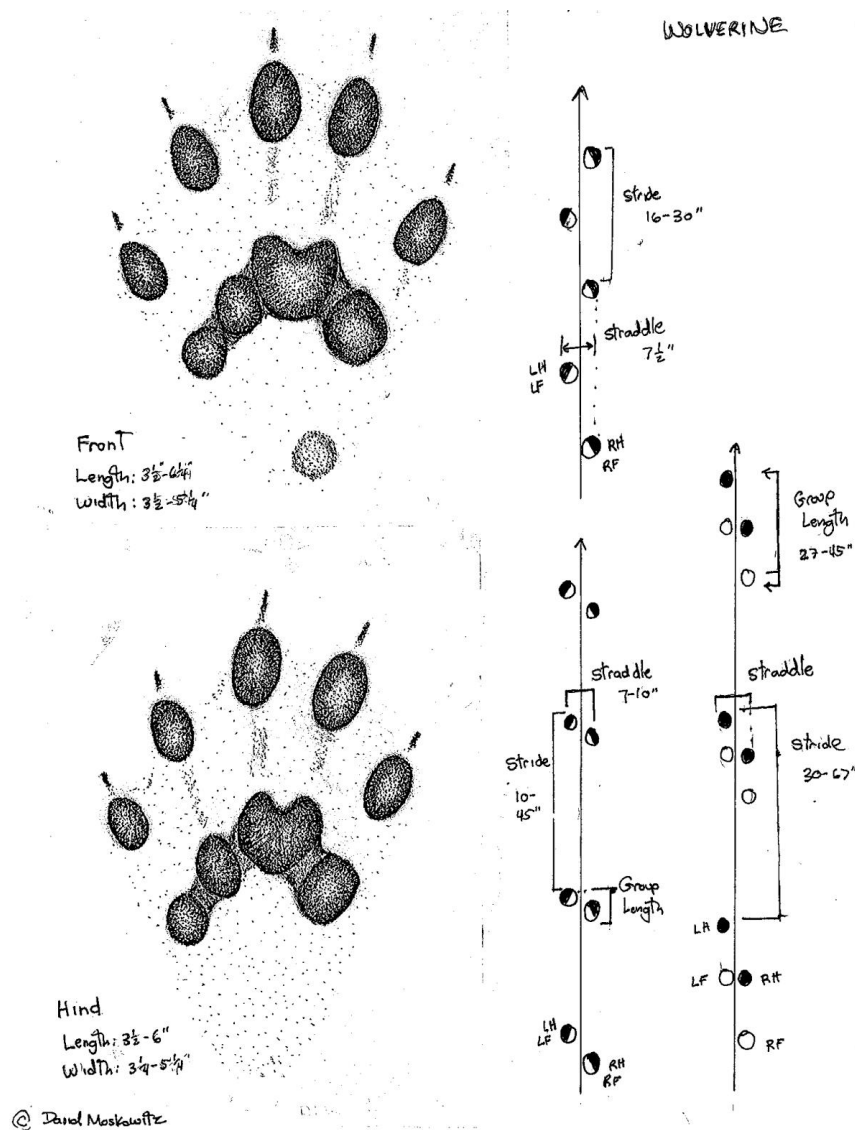 WOLVERINE
Stride
16-30"
Straddle
7½"
LH
LF
RH
RF
Front
Length: 3½"-6¼"
Width: 3½-5¼"
Group
Length
27-45"
Straddle
7-10"
Stride
10-
45"
Group
Length
LH
LF
RH
RF
Straddle
Stride
30-67"
LH
LF
RH
RF
Hind
Length: 3½-6"
Width: 3¼-5¼"
© David Moskowitz